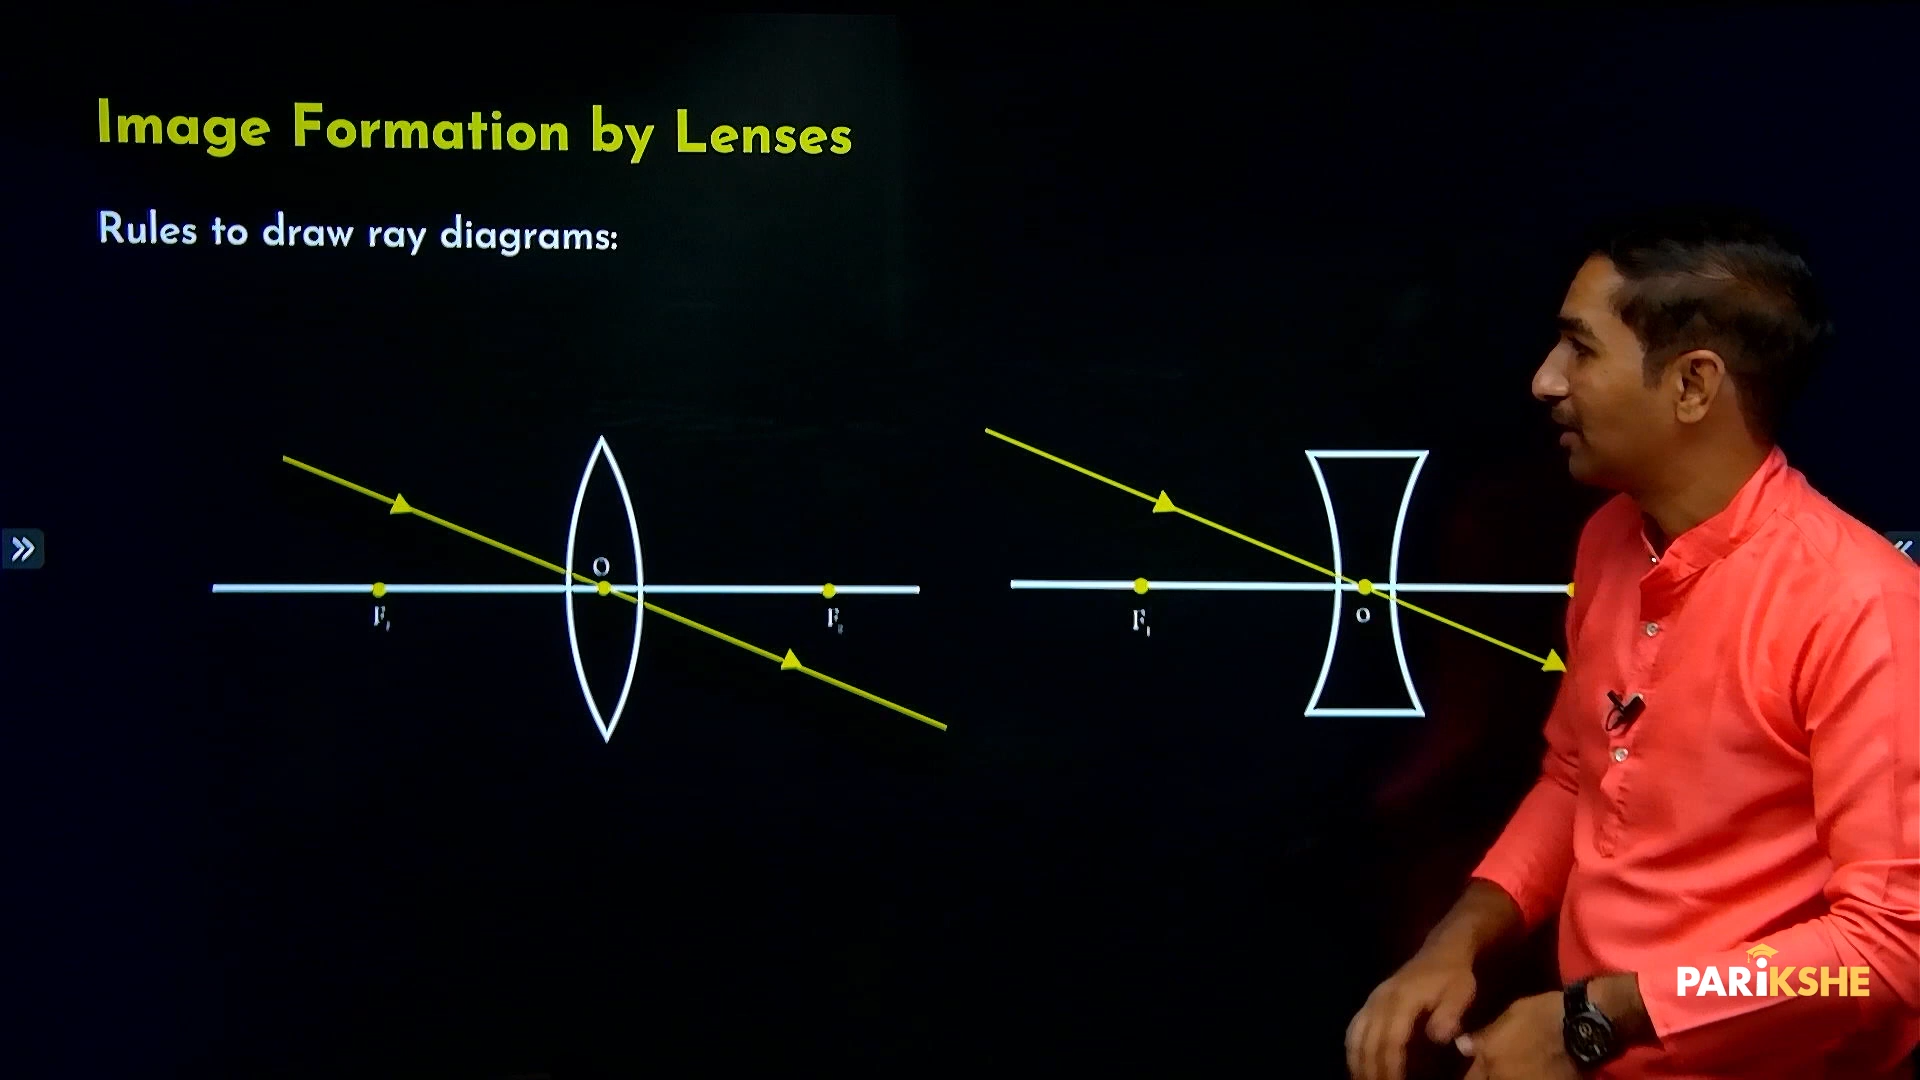 Image Formation by Lenses
Rules to draw ray diagrams:
O
F₁
F₂
F₁
O
PARiKSHE